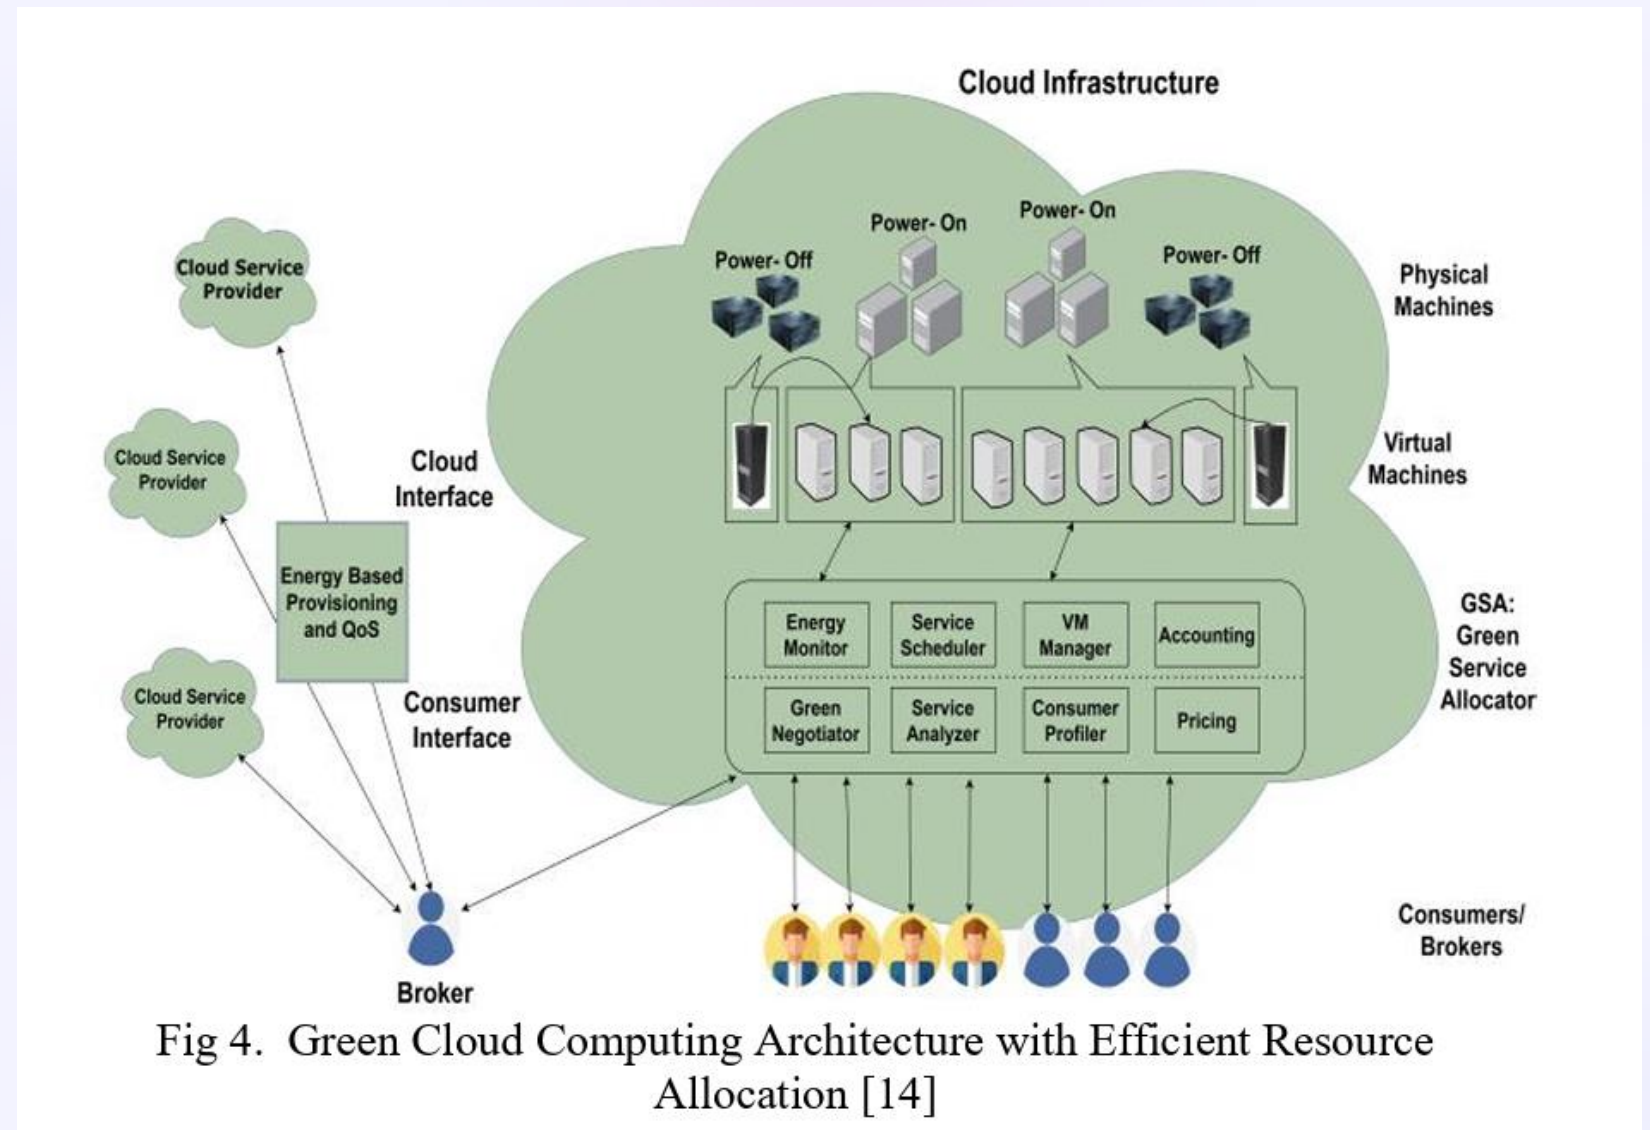 Cloud Infrastructure
Power- On
Power- On
Power- Off
Power- Off
Physical
Machines
Cloud Service
Provider
Cloud Service
Provider
Cloud
Interface
Virtual
Machines
Energy Based
Provisioning
and QoS
Cloud Service
Provider
Consumer
Interface
Energy
Monitor
Service
Scheduler
VM
Manager
Accounting
Green
Negotiator
Service
Analyzer
Consumer
Profiler
Pricing
GSA:
Green
Service
Allocator
Consumers/
Brokers
Broker
Fig 4.  Green Cloud Computing Architecture with Efficient Resource
Allocation [14]